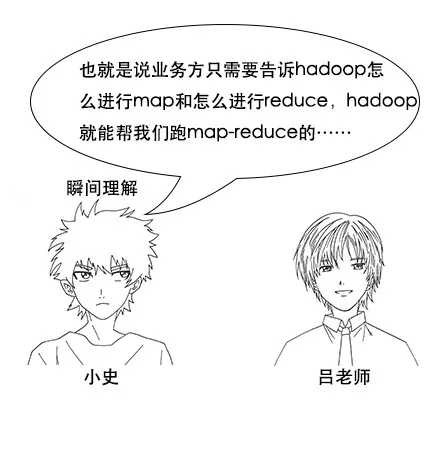 也就是说业务方只需要告诉hadoop怎
么进行map和怎么进行reduce，hadoop
就能帮我们跑map-reduce的……
瞬间理解
小史
吕老师